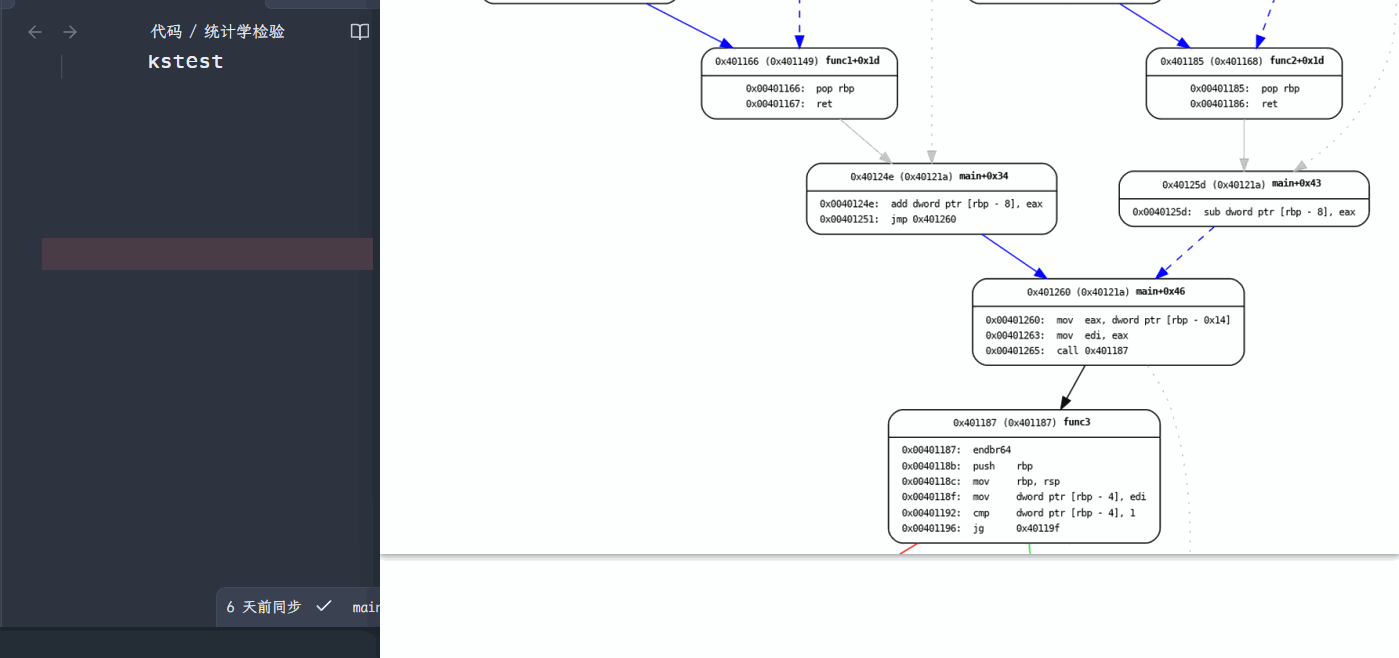 代码 / 统计学检验
kstest
6 天前同步
main
0x401166 (0x401149) func1+0x1d
0x00401166: pop rbp
0x00401167: ret
0x401185 (0x401168) func2+0x1d
0x00401185: pop rbp
0x00401186: ret
0x40124e (0x40121a) main+0x34
0x0040124e: add dword ptr [rbp - 8], eax
0x00401251: jmp 0x401260
0x40125d (0x40121a) main+0x43
0x0040125d: sub dword ptr [rbp - 8], eax
0x401260 (0x40121a) main+0x46
0x00401260: mov eax, dword ptr [rbp - 0x14]
0x00401263: mov edi, eax
0x00401265: call 0x401187
0x401187 (0x401187) func3
0x00401187: endbr64
0x0040118b: push rbp
0x0040118c: mov rbp, rsp
0x0040118f: mov dword ptr [rbp - 4], edi
0x00401192: cmp dword ptr [rbp - 4], 1
0x00401196: jg 0x40119f